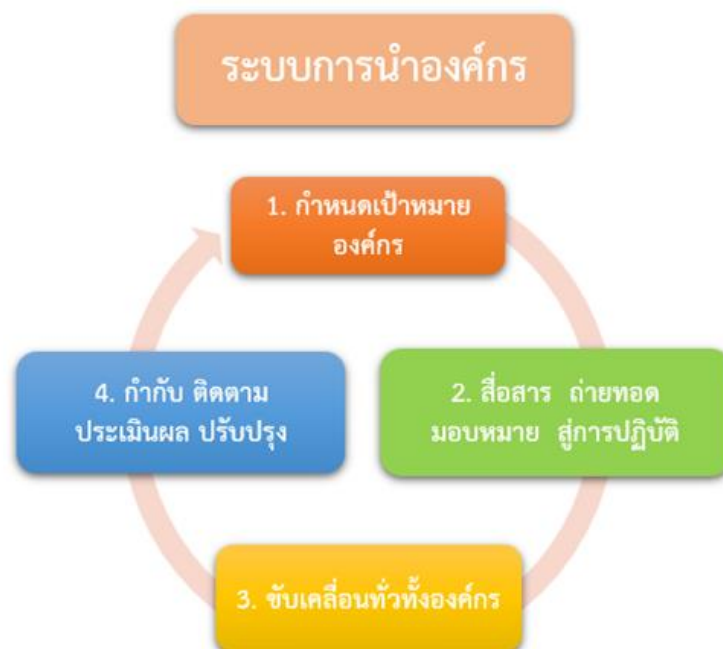 ระบบการนำองค์กร
1. กำหนดเป้าหมาย
องค์กร
2. สื่อสาร ถ่ายทอด
มอบหมาย สู่การปฏิบัติ
3. ขับเคลื่อนทั่วทั้งองค์กร
4. กำกับ ติดตาม
ประเมินผล ปรับปรุง